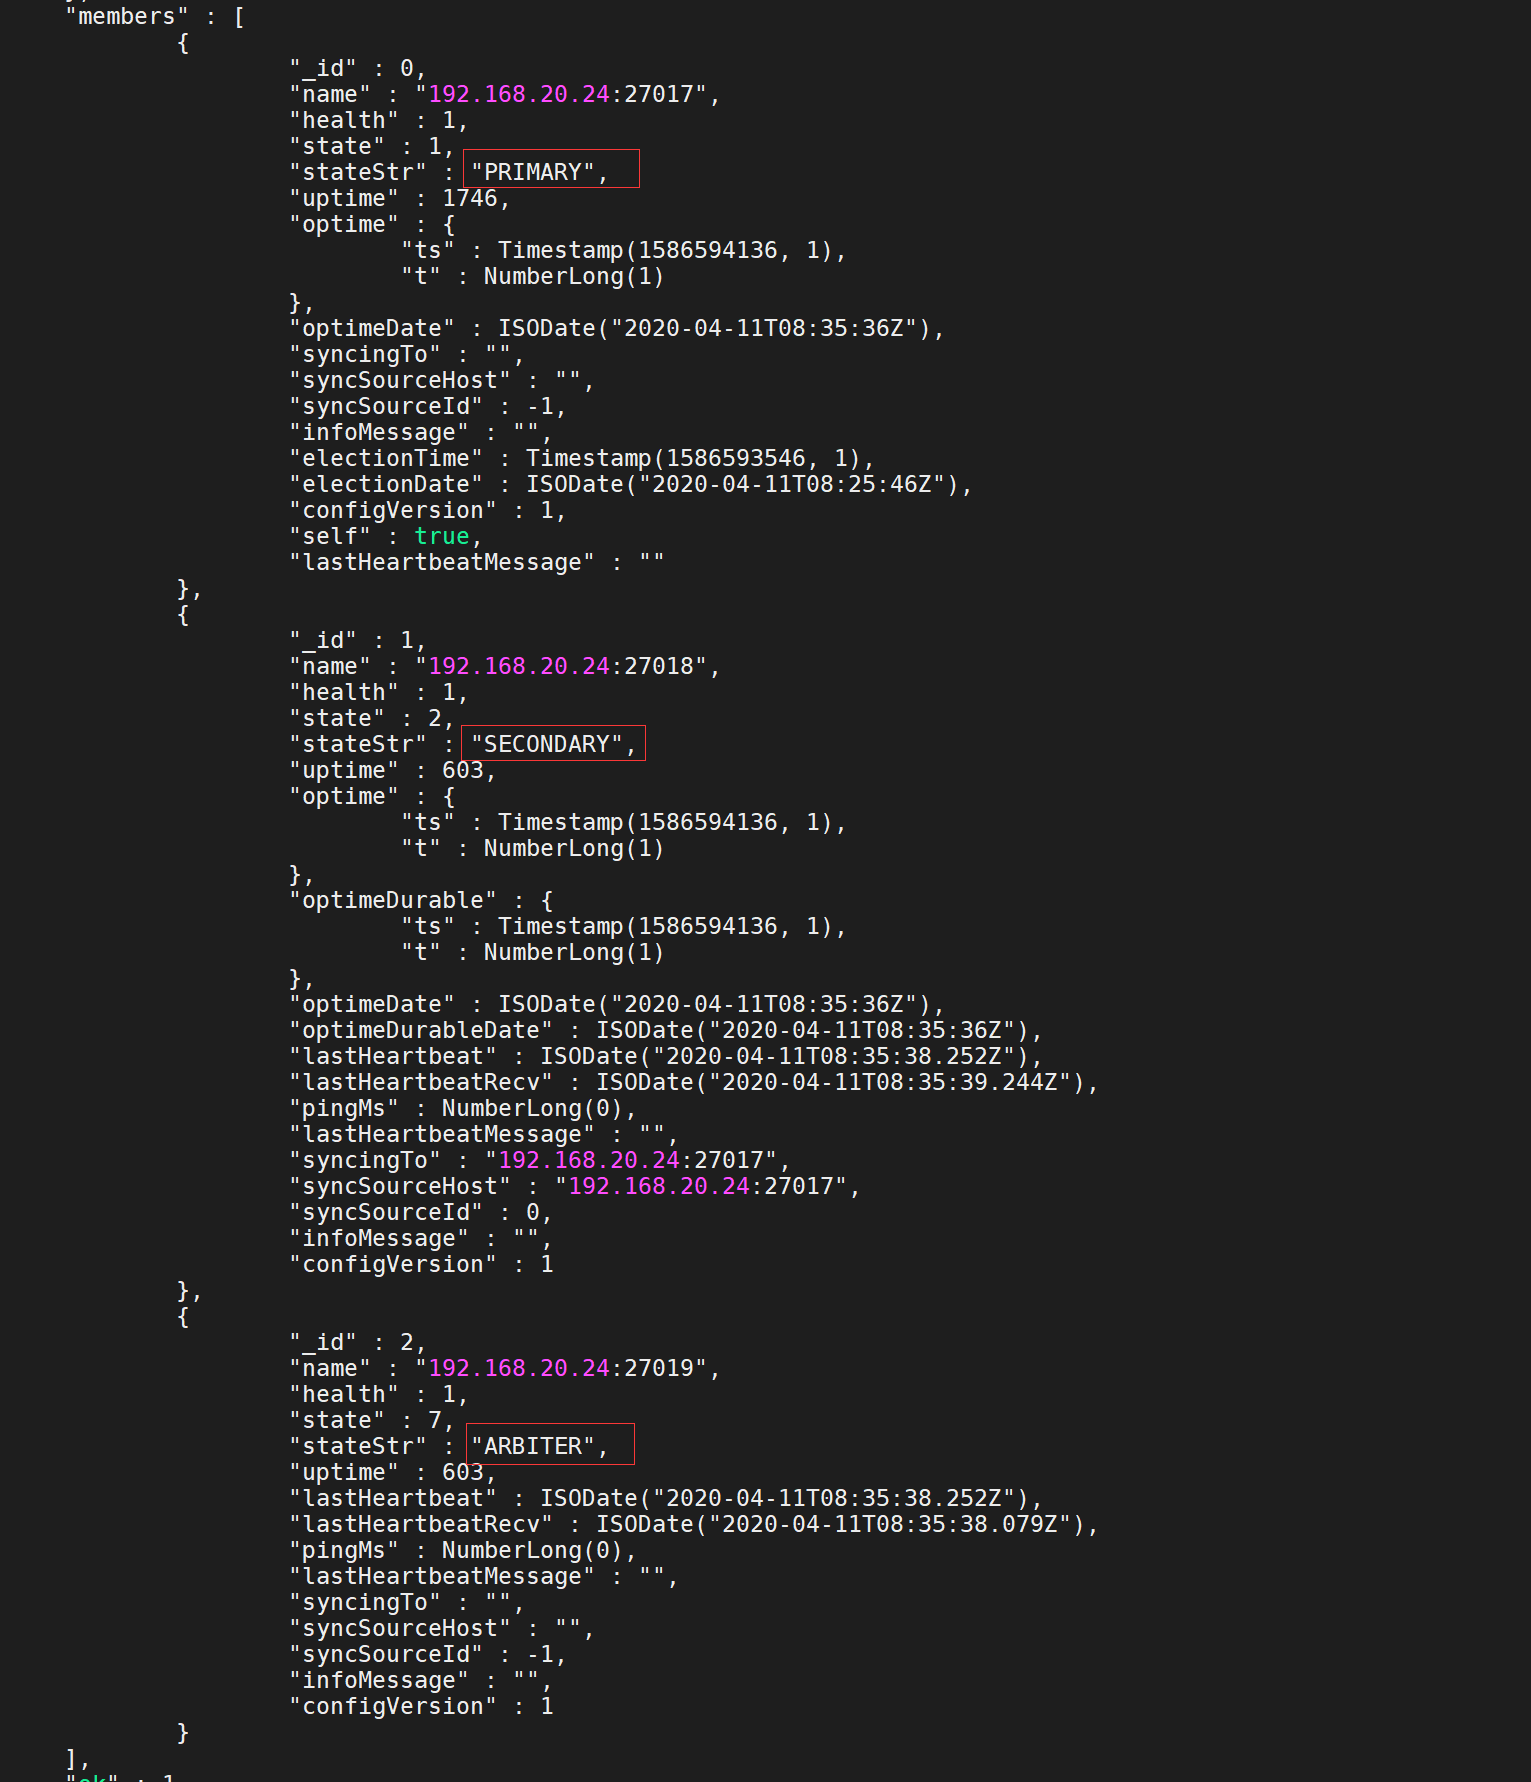 "members" : [
{
"_id" : 0,
"name" : "192.168.20.24:27017",
"health" : 1,
"state" : 1,
"stateStr" : "PRIMARY",
"uptime" : 1746,
"optime" : {
"ts" : Timestamp(1586594136, 1),
"t" : NumberLong(1)
},
"optimeDate" : ISODate("2020-04-11T08:35:36Z"),
"syncingTo" : "",
"syncSourceHost" : "",
"syncSourceId" : -1,
"infoMessage" : "",
"electionTime" : Timestamp(1586593546, 1),
"electionDate" : ISODate("2020-04-11T08:25:46Z"),
"configVersion" : 1,
"self" : true,
"lastHeartbeatMessage" : ""
},
{
"_id" : 1,
"name" : "192.168.20.24:27018",
"health" : 1,
"state" : 2,
"stateStr" : "SECONDARY",
"uptime" : 603,
"optime" : {
"ts" : Timestamp(1586594136, 1),
"t" : NumberLong(1)
},
"optimeDurable" : {
"ts" : Timestamp(1586594136, 1),
"t" : NumberLong(1)
},
"optimeDate" : ISODate("2020-04-11T08:35:36Z"),
"optimeDurableDate" : ISODate("2020-04-11T08:35:36Z"),
"lastHeartbeat" : ISODate("2020-04-11T08:35:38.252Z"),
"lastHeartbeatRecv" : ISODate("2020-04-11T08:35:39.244Z"),
"pingMs" : NumberLong(0),
"lastHeartbeatMessage" : "",
"syncingTo" : "192.168.20.24:27017",
"syncSourceHost" : "192.168.20.24:27017",
"syncSourceId" : 0,
"infoMessage" : "",
"configVersion" : 1
},
{
"_id" : 2,
"name" : "192.168.20.24:27019",
"health" : 1,
"state" : 7,
"stateStr" : "ARBITER",
"uptime" : 603,
"lastHeartbeat" : ISODate("2020-04-11T08:35:38.252Z"),
"lastHeartbeatRecv" : ISODate("2020-04-11T08:35:38.079Z"),
"pingMs" : NumberLong(0),
"lastHeartbeatMessage" : "",
"syncingTo" : "",
"syncSourceHost" : "",
"syncSourceId" : -1,
"infoMessage" : "",
"configVersion" : 1
}
],